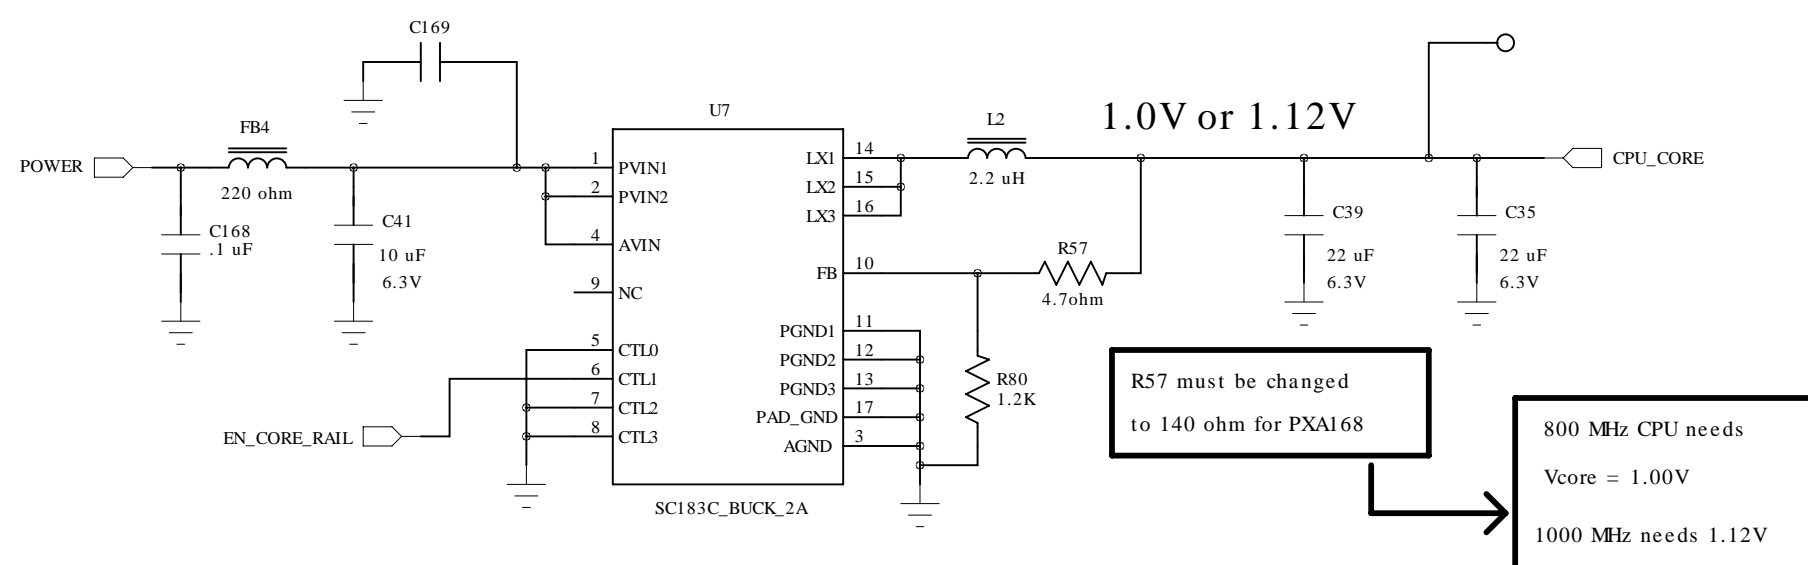 C169
U7
FB4
POWER
220 ohm
C168
.1 uF
C41
10 uF
6.3V
1 PVIN1
2 PVIN2
4 AVIN
9 NC
5 CTL0
6 CTL1
7 CTL2
8 CTL3
EN_CORE_RAIL
LX1 14
LX2 15
LX3 16
FB 10
PGND1 11
PGND2 12
PGND3 13
PAD_GND 17
AGND 3
SC183C_BUCK_2A
L2
2.2 uH
1.0V or 1.12V
CPU_CORE
R57
4.7ohm
R80
1.2K
C39
22 uF
6.3V
C35
22 uF
6.3V
R57 must be changed
to 140 ohm for PXA168
800 MHz CPU needs
Vcore = 1.00V
1000 MHz needs 1.12V